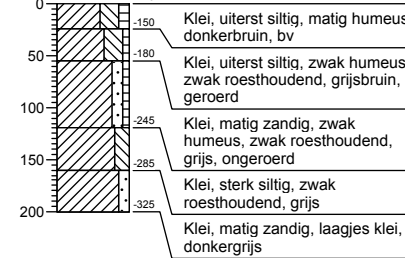 0
-150
Klei, uiterst siltig, matig humeus
donkerbruin, bv
50
-180
Klei, uiterst siltig, zwak humeus
zwak roesthoudend, grijsbruin,
geroerd
100
-245
Klei, matig zandig, zwak
humeus, zwak roesthoudend,
grijs, ongeroerd
150
-285
Klei, sterk siltig, zwak
roesthoudend, grijs
200
-325
Klei, matig zandig, laagjes klei,
donkergrijs